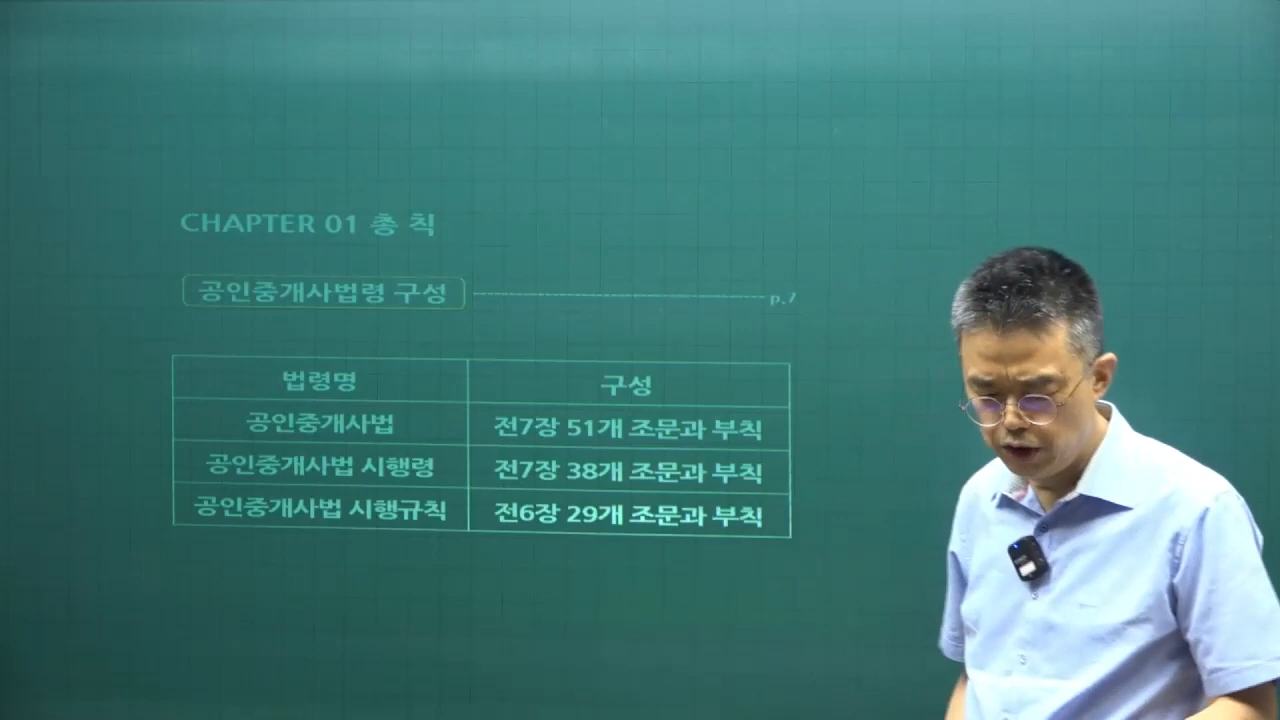 CHAPTER 01 총 칙
공인중개사법령 구성 p.7
법령명 구성
공인중개사법 전7장 51개 조문과 부칙
공인중개사법 시행령 전7장 38개 조문과 부칙
공인중개사법 시행규칙 전6장 29개 조문과 부칙